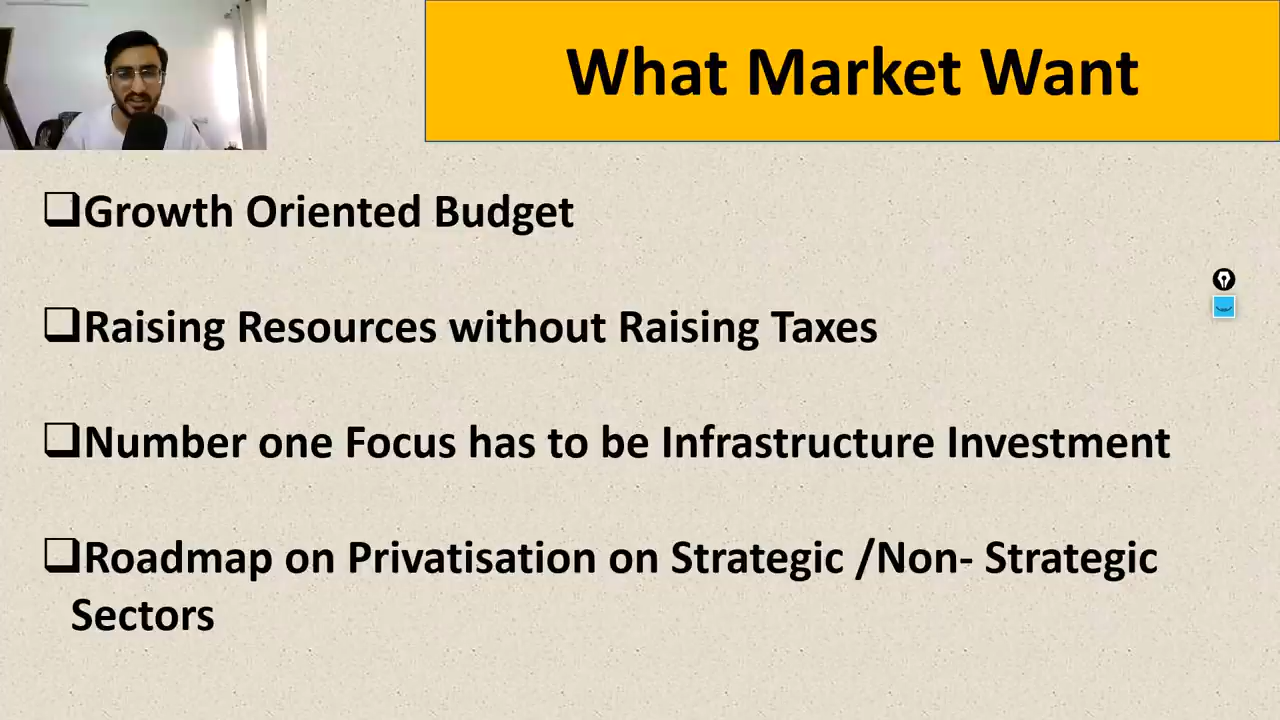 What Market Want
❑Growth Oriented Budget
❑Raising Resources without Raising Taxes
❑Number one Focus has to be Infrastructure Investment
❑Roadmap on Privatisation on Strategic /Non- Strategic
Sectors